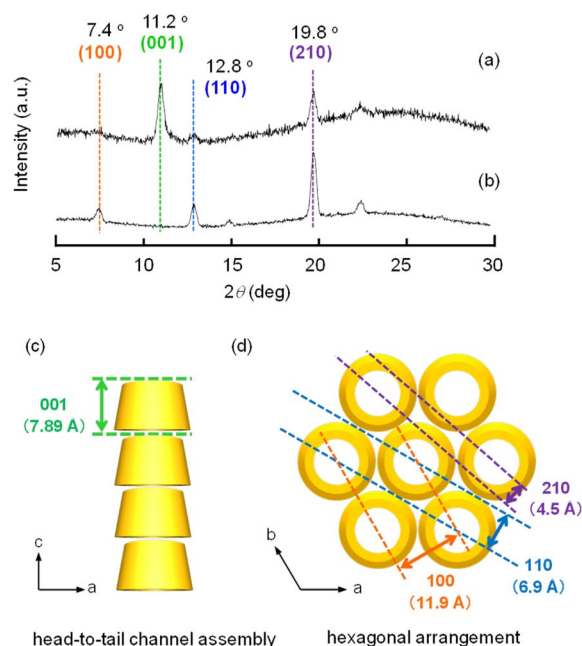 7.4 °
(100)
11.2 °
(001)
12.8 °
(110)
19.8 °
(210)
(a)
(b)
Intensity (a.u.)
5 10 15 20 25 30
2θ (deg)
(c)
001
(7.89 Å)
c
a
head-to-tail channel assembly
(d)
210
(4.5 Å)
110
(6.9 Å)
100
(11.9 Å)
b
a
hexagonal arrangement